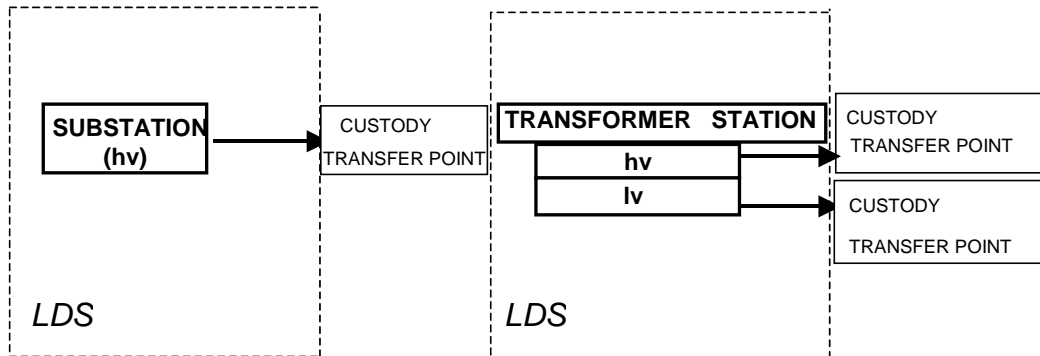 SUBSTATION
(hv)
CUSTODY
TRANSFER POINT
LDS
TRANSFORMER STATION
hv
lv
CUSTODY
TRANSFER POINT
CUSTODY
TRANSFER POINT
LDS